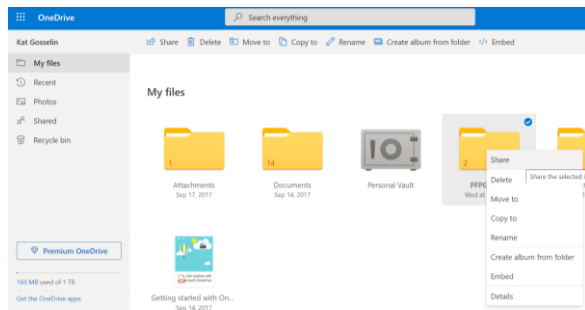 OneDrive
Search everything
Kat Gosselin
Share Delete Move to Copy to Rename Create album from folder Embed
My files
Recent
Photos
Shared
Recycle bin
Premium OneDrive
169 MB used of 1 TB
Get the OneDrive apps
My files
1
Attachments
Sep 17, 2017
14
Documents
Sep 14, 2017
Personal Vault
2
PFPC
Wed at
Share
Delete
Share the selected i
Move to
Copy to
Rename
Create album from folder
Embed
Details
Getting started with On...
Sep 14, 2017